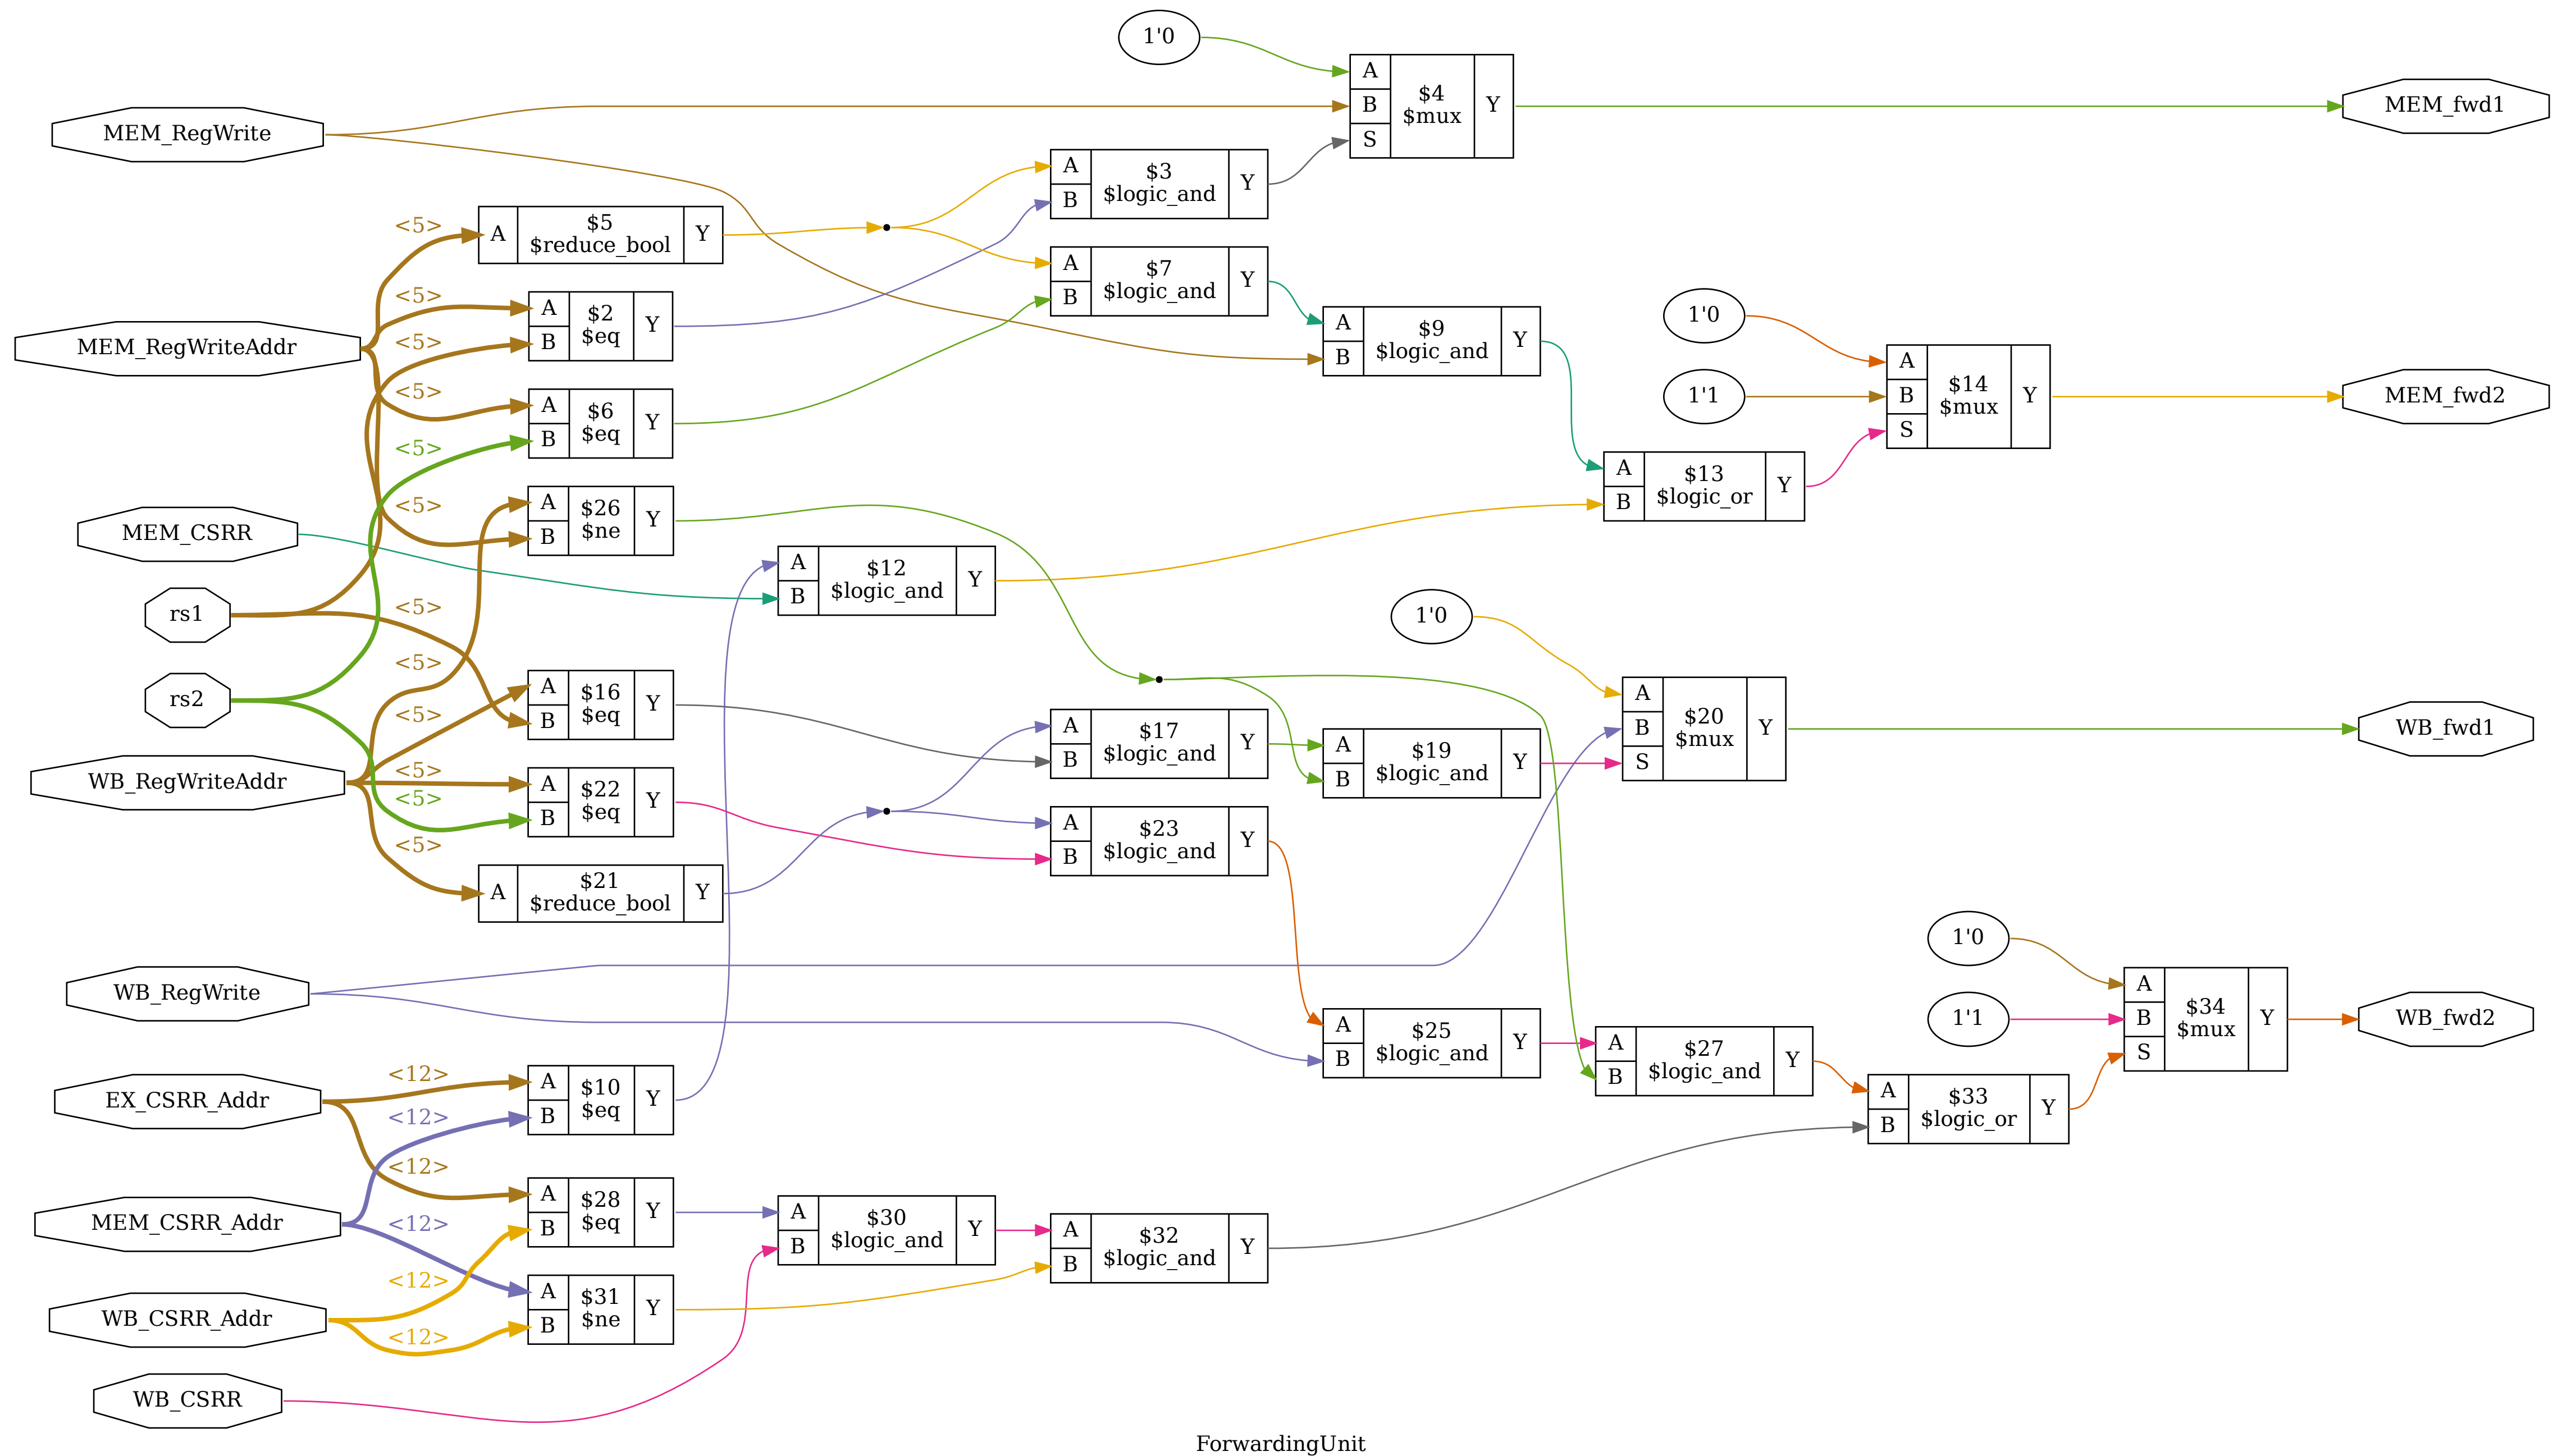 1'0
A
B
S
$4
$mux
Y
MEM_fwd1
MEM_RegWrite
A
B
$3
$logic_and
Y
<5>
A
$5
$reduce_bool
Y
A
B
$7
$logic_and
Y
<5>
A
B
$2
$eq
Y
<5>
MEM_RegWriteAddr
A
B
$9
$logic_and
Y
1'0
1'1
A
B
S
$14
$mux
Y
MEM_fwd2
<5>
A
B
$6
$eq
Y
<5>
A
B
$13
$logic_or
Y
<5>
A
B
$26
$ne
Y
MEM_CSRR
A
B
$12
$logic_and
Y
rs1
<5>
1'0
<5>
rs2
A
B
$16
$eq
Y
<5>
A
B
$17
$logic_and
Y
A
B
$19
$logic_and
Y
A
B
S
$20
$mux
Y
WB_fwd1
WB_RegWriteAddr
<5>
<5>
A
B
$22
$eq
Y
A
B
$23
$logic_and
Y
<5>
A
$21
$reduce_bool
Y
WB_RegWrite
1'0
1'1
A
B
S
$34
$mux
Y
WB_fwd2
A
B
$25
$logic_and
Y
A
B
$27
$logic_and
Y
EX_CSRR_Addr
<12>
<12>
A
B
$10
$eq
Y
A
B
$33
$logic_or
Y
<12>
MEM_CSRR_Addr
<12>
A
B
$28
$eq
Y
A
B
$30
$logic_and
Y
A
B
$32
$logic_and
Y
<12>
WB_CSRR_Addr
<12>
A
B
$31
$ne
Y
WB_CSRR
ForwardingUnit